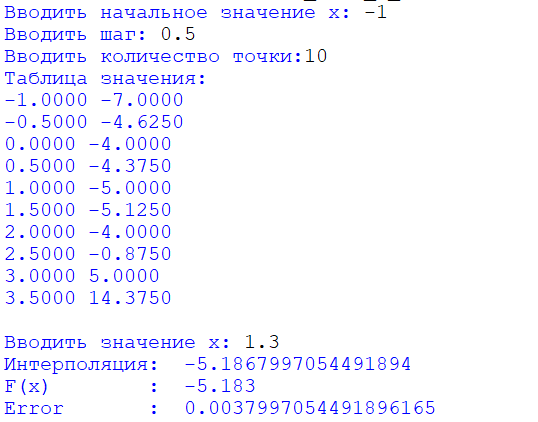 Вводить начальное значение x: -1
Вводить шаг: 0.5
Вводить количество точки:10
Таблица значения:
-1.0000 -7.0000
-0.5000 -4.6250
0.0000 -4.0000
0.5000 -4.3750
1.0000 -5.0000
1.5000 -5.1250
2.0000 -4.0000
2.5000 -0.8750
3.0000 5.0000
3.5000 14.3750
Вводить значение x: 1.3
Интерполяция:  -5.1867997054491894
F(x)        :  -5.183
Error       :  0.0037997054491896165